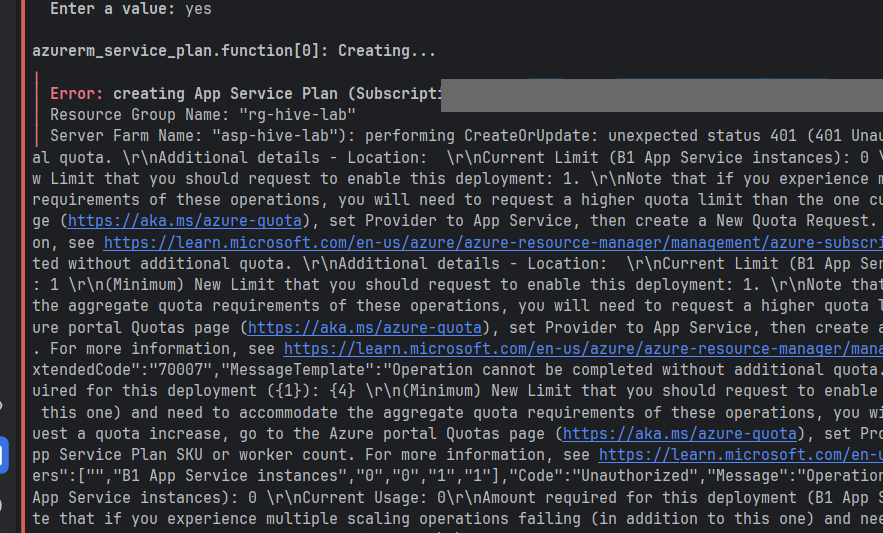 Enter a value: yes
azurerm_service_plan.function[0]: Creating...
Error: creating App Service Plan (Subscripti
Resource Group Name: "rg-hive-lab"
Server Farm Name: "asp-hive-lab"): performing CreateOrUpdate: unexpected status 401 (401 Unau
al quota. \r\nAdditional details - Location:  \r\nCurrent Limit (B1 App Service instances): 0 \
w Limit that you should request to enable this deployment: 1. \r\nNote that if you experience m
requirements of these operations, you will need to request a higher quota limit than the one cu
ge (https://aka.ms/azure-quota), set Provider to App Service, then create a New Quota Request.
on, see https://learn.microsoft.com/en-us/azure/azure-resource-manager/management/azure-subscri
ted without additional quota. \r\nAdditional details - Location:  \r\nCurrent Limit (B1 App Ser
: 1 \r\n(Minimum) New Limit that you should request to enable this deployment: 1. \r\nNote that
the aggregate quota requirements of these operations, you will need to request a higher quota l
ure portal Quotas page (https://aka.ms/azure-quota), set Provider to App Service, then create a
. For more information, see https://learn.microsoft.com/en-us/azure/azure-resource-manager/mana
xtendedCode":"70007","MessageTemplate":"Operation cannot be completed without additional quota.
uired for this deployment ({1}): {4} \r\n(Minimum) New Limit that you should request to enable
this one) and need to accommodate the aggregate quota requirements of these operations, you wi
uest a quota increase, go to the Azure portal Quotas page (https://aka.ms/azure-quota), set Pro
pp Service Plan SKU or worker count. For more information, see https://learn.microsoft.com/en-u
ers":["","B1 App Service instances","0","0","1","1"],"Code":"Unauthorized","Message":"Operation
App Service instances): 0 \r\nCurrent Usage: 0\r\nAmount required for this deployment (B1 App S
te that if you experience multiple scaling operations failing (in addition to this one) and nee